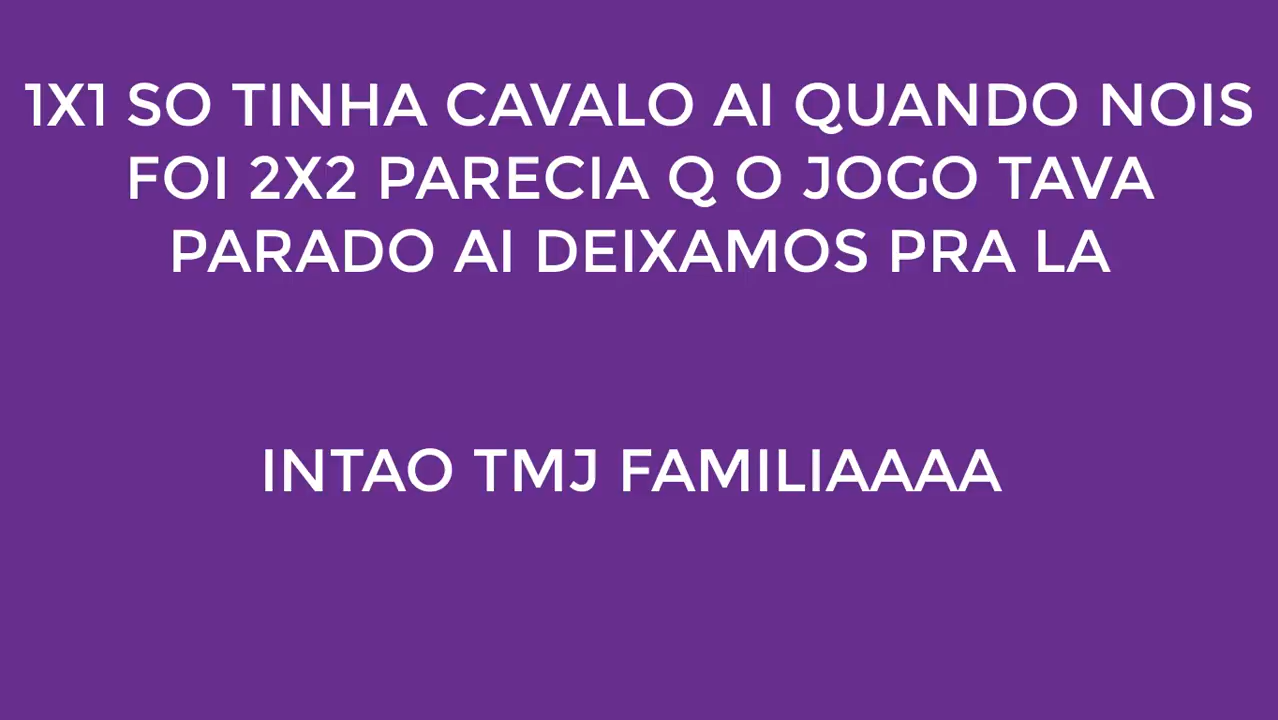 1X1 SO TINHA CAVALO AI QUANDO NOIS
FOI 2X2 PARECIA Q O JOGO TAVA
PARADO AI DEIXAMOS PRA LA
INTAO TMJ FAMILIAAAA